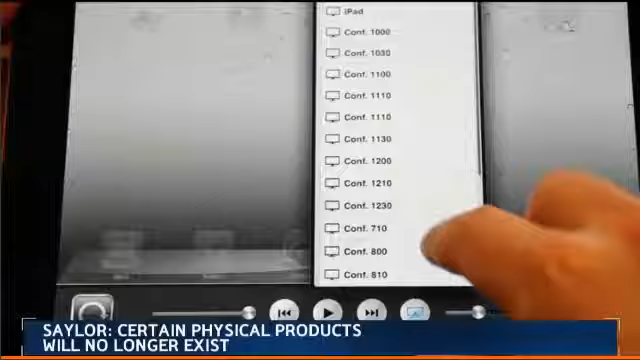 iPad
Conf. 1000
Conf. 1030
Conf. 1100
Conf. 1110
Conf. 1110
Conf. 1130
Conf. 1200
Conf. 1210
Conf. 1230
Conf. 710
Conf. 800
Conf. 810
SAYLOR: CERTAIN PHYSICAL PRODUCTS
WILL NO LONGER EXIST